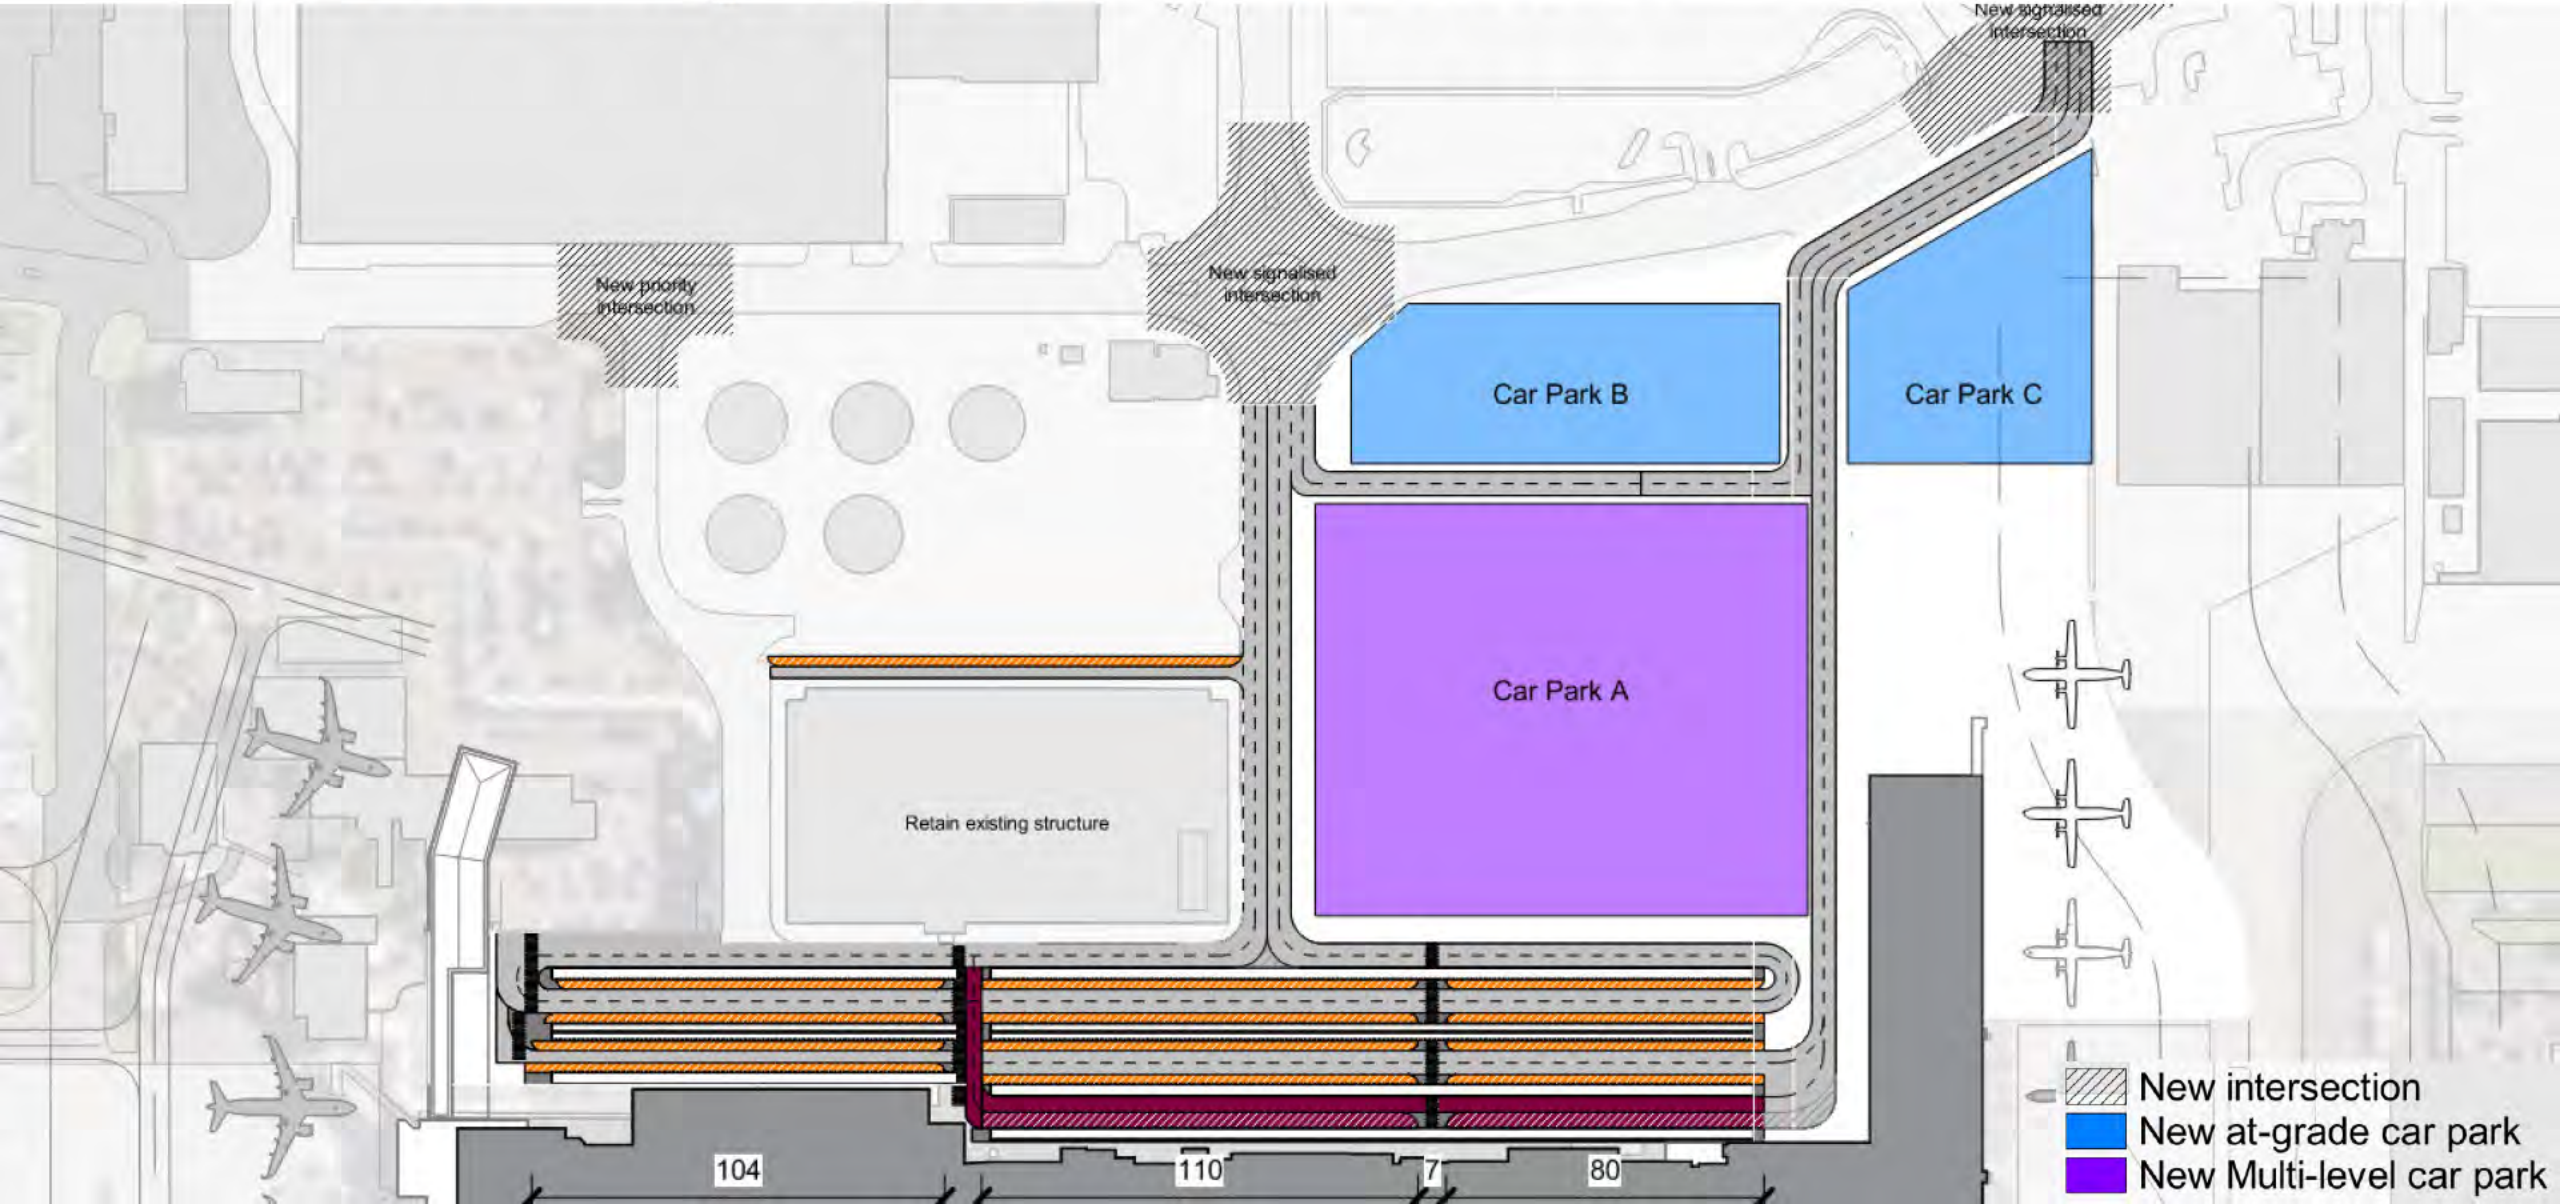 New signalised
intersection
New priority
intersection
New signalised
intersection
Car Park B
Car Park C
Car Park A
Retain existing structure
104
110
7
80
New intersection
New at-grade car park
New Multi-level car park